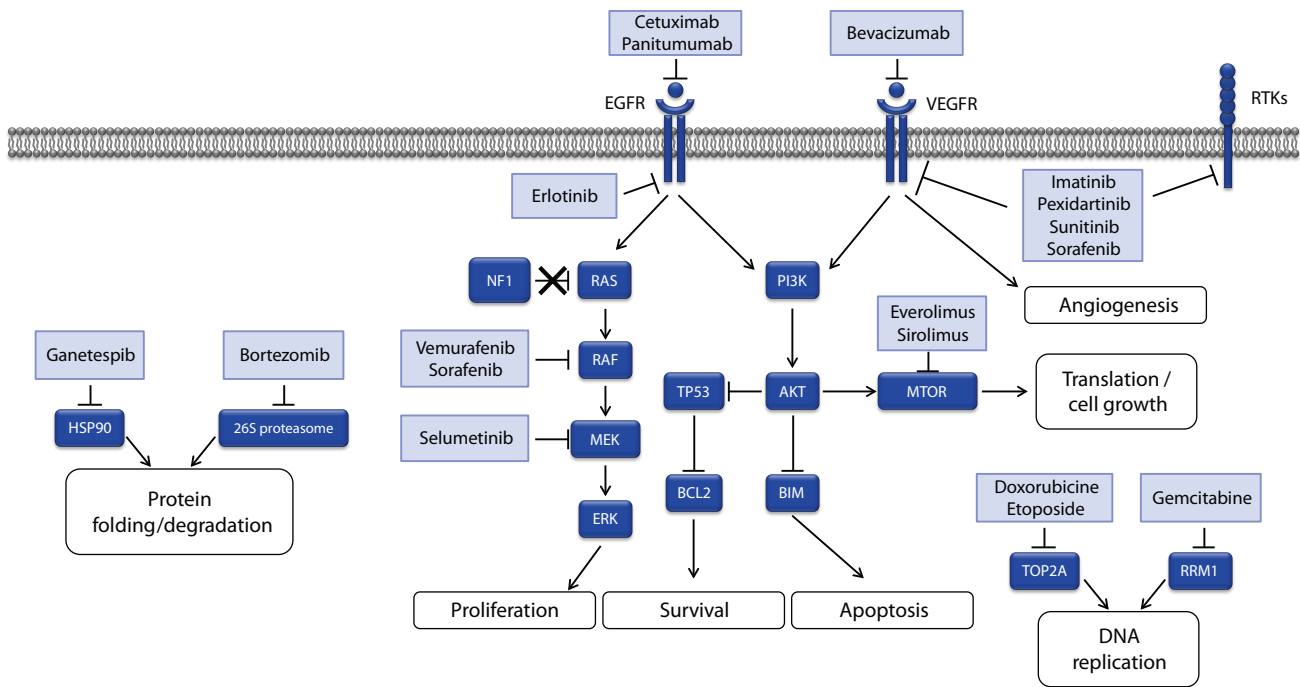 Cetuximab
Panitumumab
Bevacizumab
EGFR
VEGFR
RTKs
Erlotinib
Imatinib
Pexidartinib
Sunitinib
Sorafenib
NF1
RAS
PI3K
Angiogenesis
Everolimus
Sirolimus
Ganetespib
Bortezomib
Vemurafenib
Sorafenib
RAF
TP53
AKT
MTOR
Translation /
cell growth
HSP90
26S proteasome
Selumetinib
MEK
Protein
folding/degradation
BCL2
BIM
Doxorubicine
Etoposide
Gemcitabine
ERK
TOP2A
RRM1
Proliferation
Survival
Apoptosis
DNA
replication